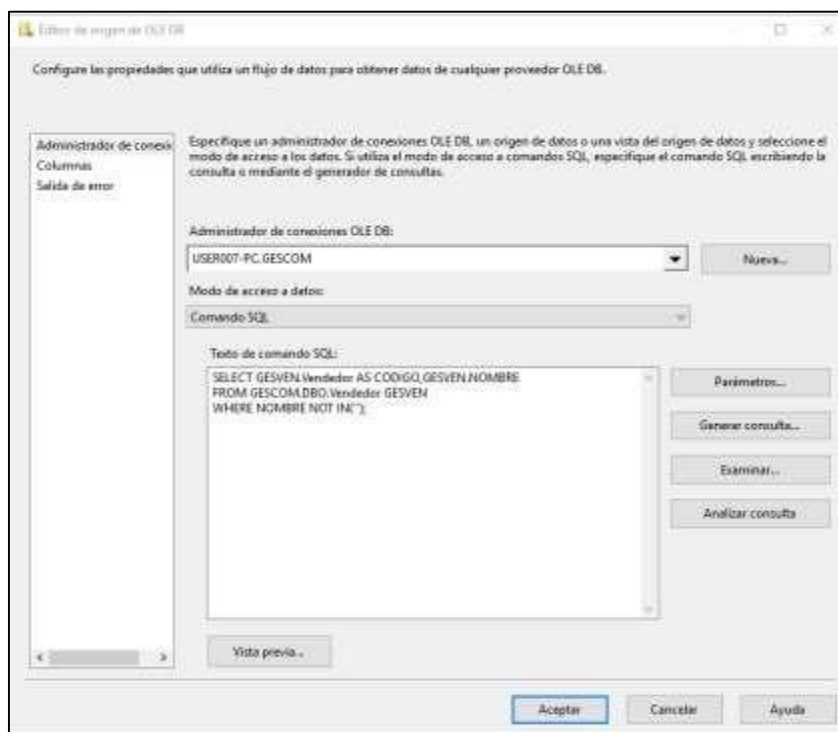 Editor de origen de OLE DB
Configure las propiedades que utiliza un flujo de datos para obtener datos de cualquier proveedor OLE DB.
Administrador de conexi
Columnas
Salida de error
Especifique un administrador de conexiones OLE DB, un origen de datos o una vista del origen de datos y seleccione el
modo de acceso a los datos. Si utiliza el modo de acceso a comandos SQL, especifique el comando SQL escribiendo la
consulta o mediante el generador de consultas.
Administrador de conexiones OLE DB:
USER007-PC.GESCOM
Nueva...
Modo de acceso a datos:
Comando SQL
Texto de comando SQL:
SELECT GESVEN.Vendedor AS CODIGO,GESVEN.NOMBRE
FROM GESCOM.DBO.Vendedor GESVEN
WHERE NOMBRE NOT IN('');
Parámetros...
Generar consulta...
Examinar...
Analizar consulta
Vista previa...
Aceptar
Cancelar
Ayuda